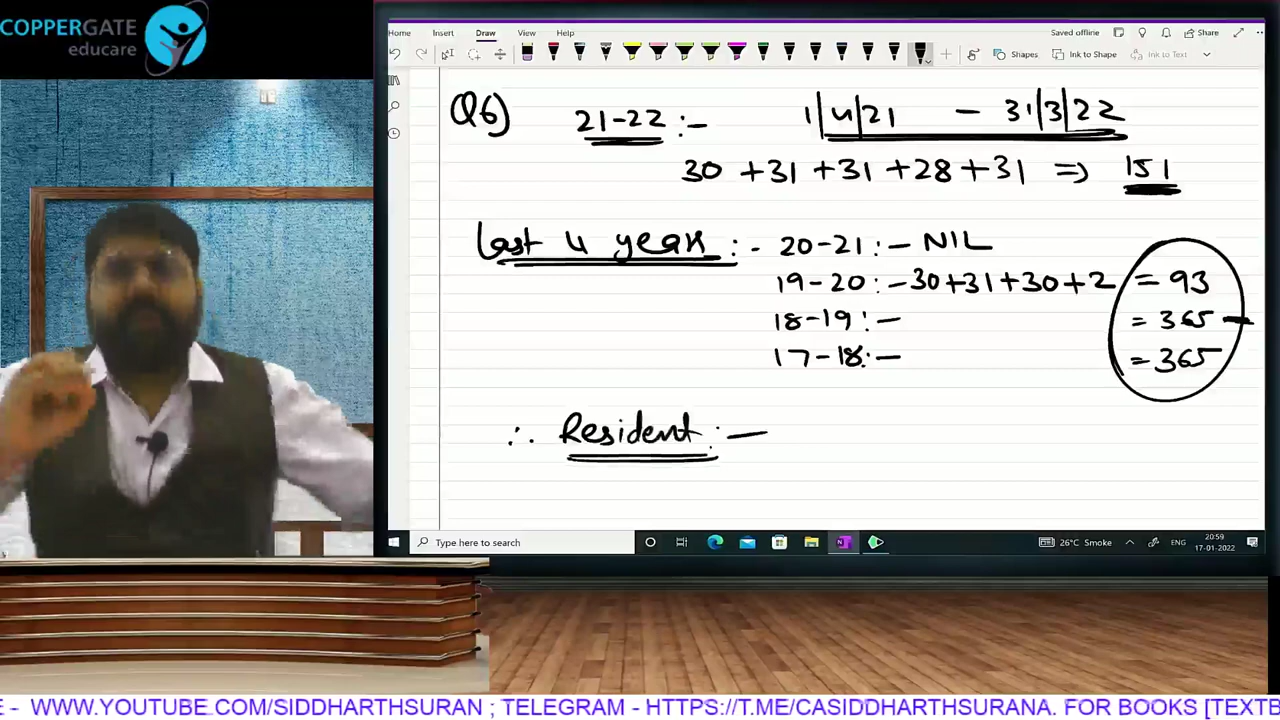 COPPERGATE
educare
Home Insert Draw View Help Saved offline Share
Shapes Ink to Shape Ink to Text
Q6) 21-22 :- 1/4/21 - 31/3/22
30 + 31 + 31 + 28 + 31 => 151
Last 4 year :- 20-21 :- NIL
19-20 :- 30+31+30+2 = 93
18-19 :- = 365
17-18 :- = 365
∴ Resident :-
Type here to search 26°C Smoke ENG 20:59
17-01-2022
E - WWW.YOUTUBE.COM/SIDDHARTHSURAN ; TELEGRAM - HTTPS://T.ME/CASIDDHARTHSURANA. FOR BOOKS [TEXTB